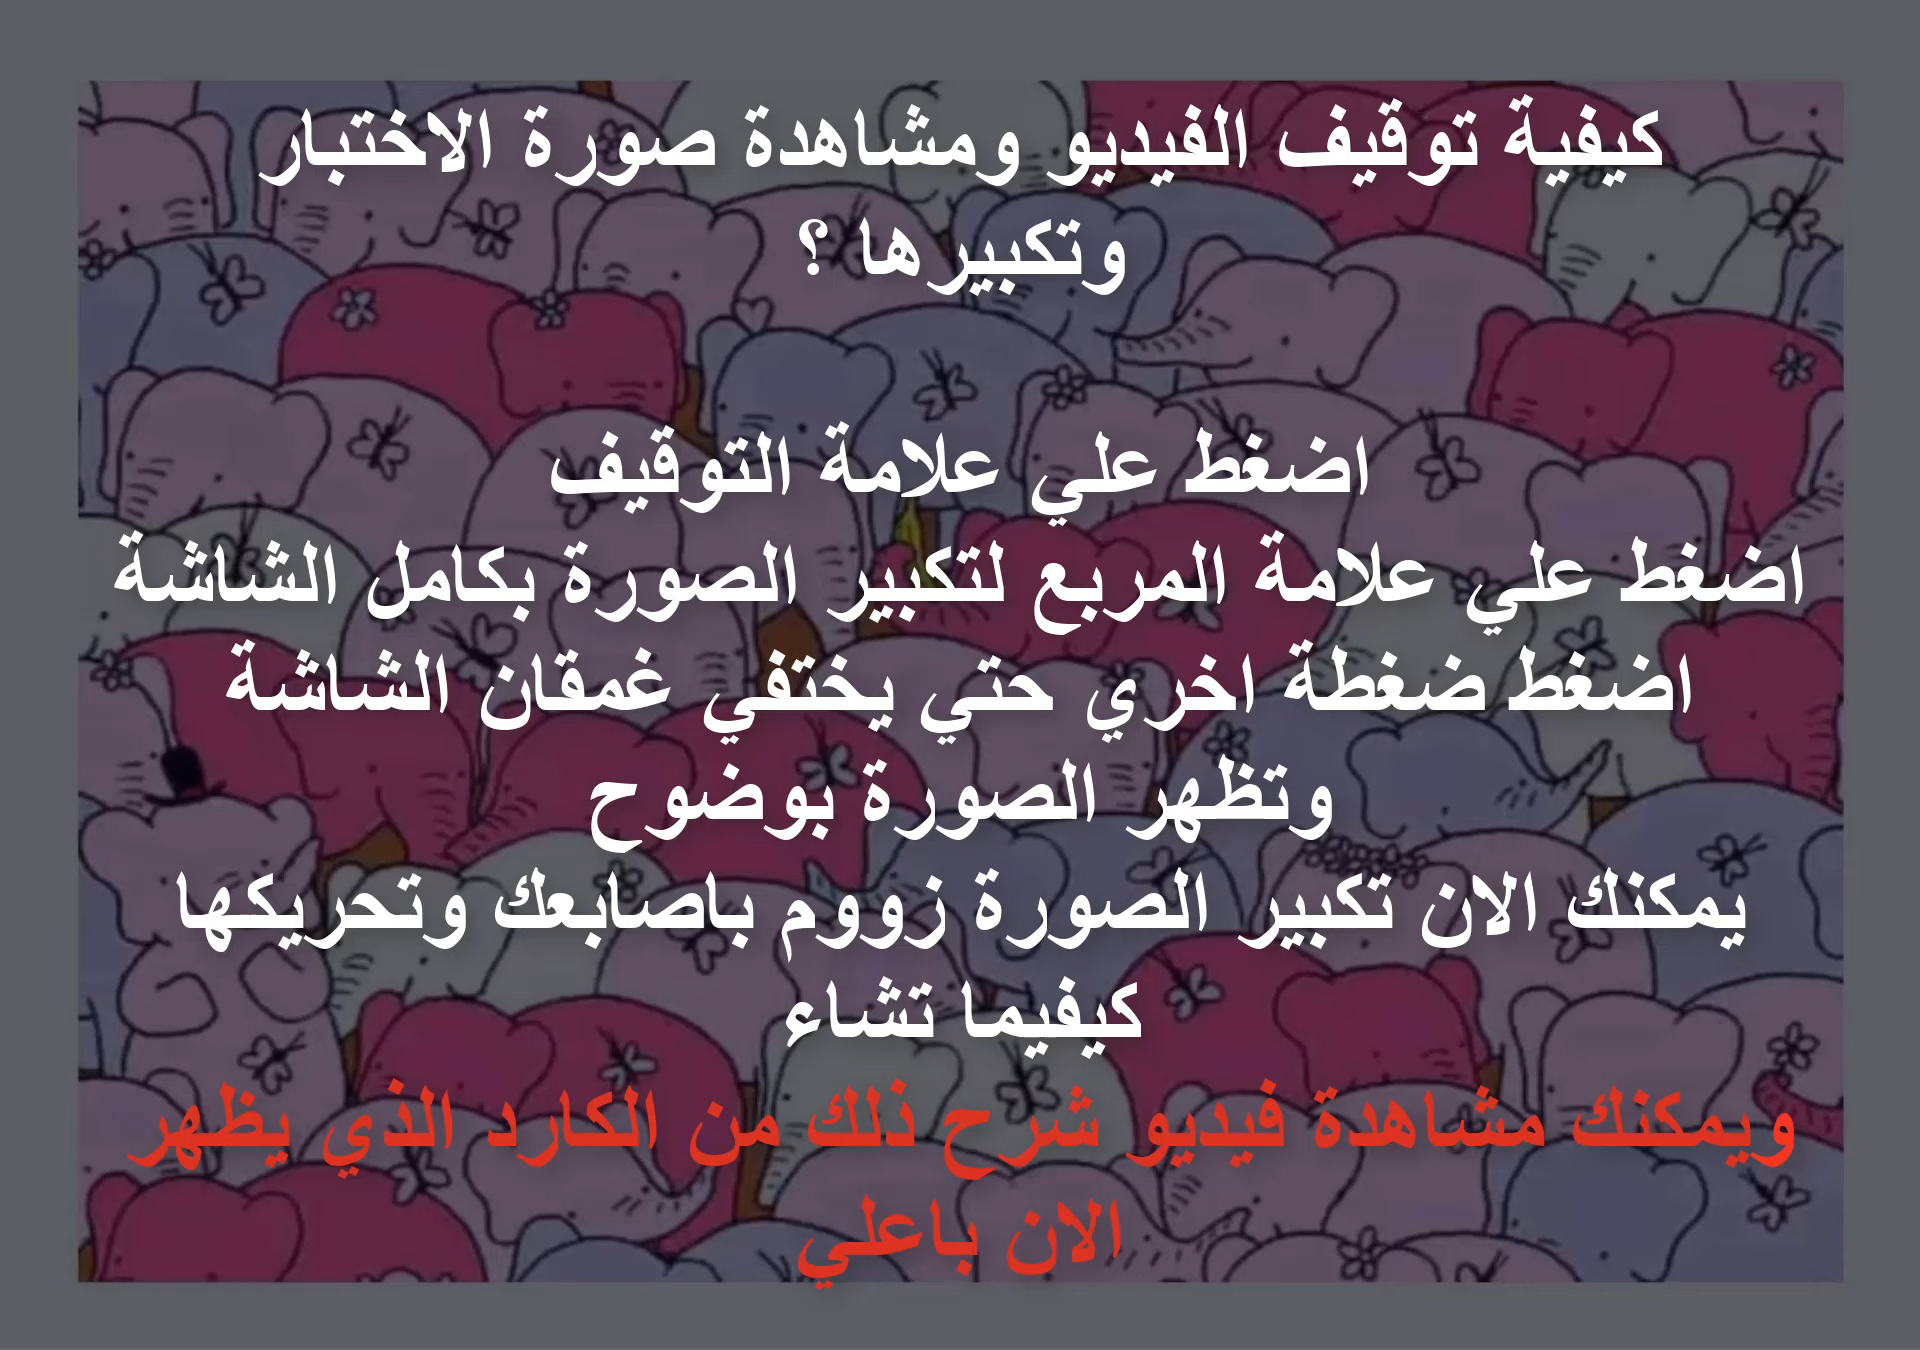 كيفية توقيف الفيديو ومشاهدة صورة الاختبار
وتكبيرها ؟
اضغط علي علامة التوقيف
اضغط علي علامة المربع لتكبير الصورة بكامل الشاشة
اضغط ضغطة اخري حتي يختفي غمقان الشاشة
وتظهر الصورة بوضوح
يمكنك الان تكبير الصورة زووم باصابعك وتحريكها
كيفيما تشاء
ويمكنك مشاهدة فيديو شرح ذلك من الكارد الذي يظهر
الان باعلي